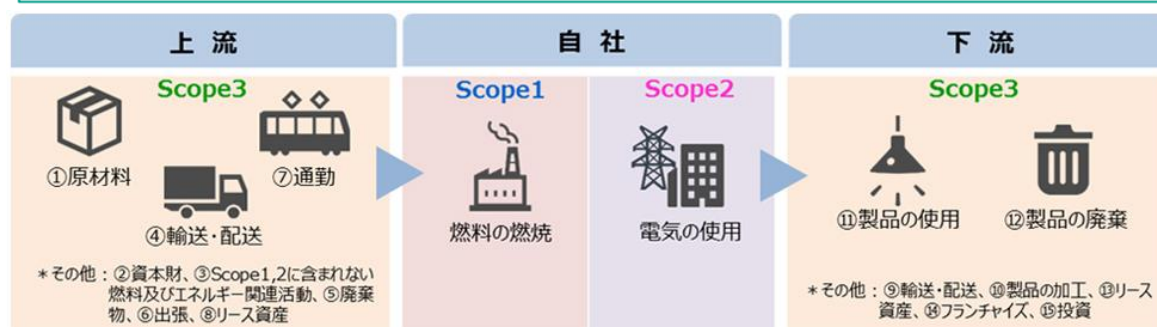 上 流
自 社
下 流
Scope3
①原材料
⑦通勤
④輸送・配送
＊その他：②資本財、③Scope1,2に含まれない
燃料及びエネルギー関連活動、⑤廃棄
物、⑥出張、⑧リース資産
Scope1
燃料の燃焼
Scope2
電気の使用
Scope3
⑪製品の使用
⑫製品の廃棄
＊その他：⑨輸送・配送、⑩製品の加工、⑬リース
資産、⑭フランチャイズ、⑮投資